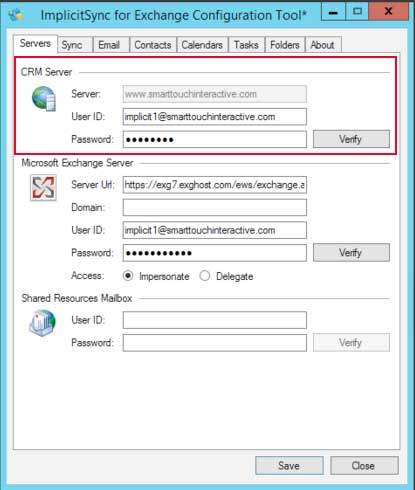 ImplicitSync for Exchange Configuration Tool*
Servers Sync Email Contacts Calendars Tasks Folders About
CRM Server
Server: www.smarttouchinteractive.com
User ID: implicit1@smarttouchinteractive.com
Password: ●●●●●●●● Verify
Microsoft Exchange Server
Server Url: https://exg7.exghost.com/ews/exchange.a
Domain:
User ID: implicit1@smarttouchinteractive.com
Password: ●●●●●●●●●●● Verify
Access: Impersonate Delegate
Shared Resources Mailbox
User ID:
Password: Verify
Save Close